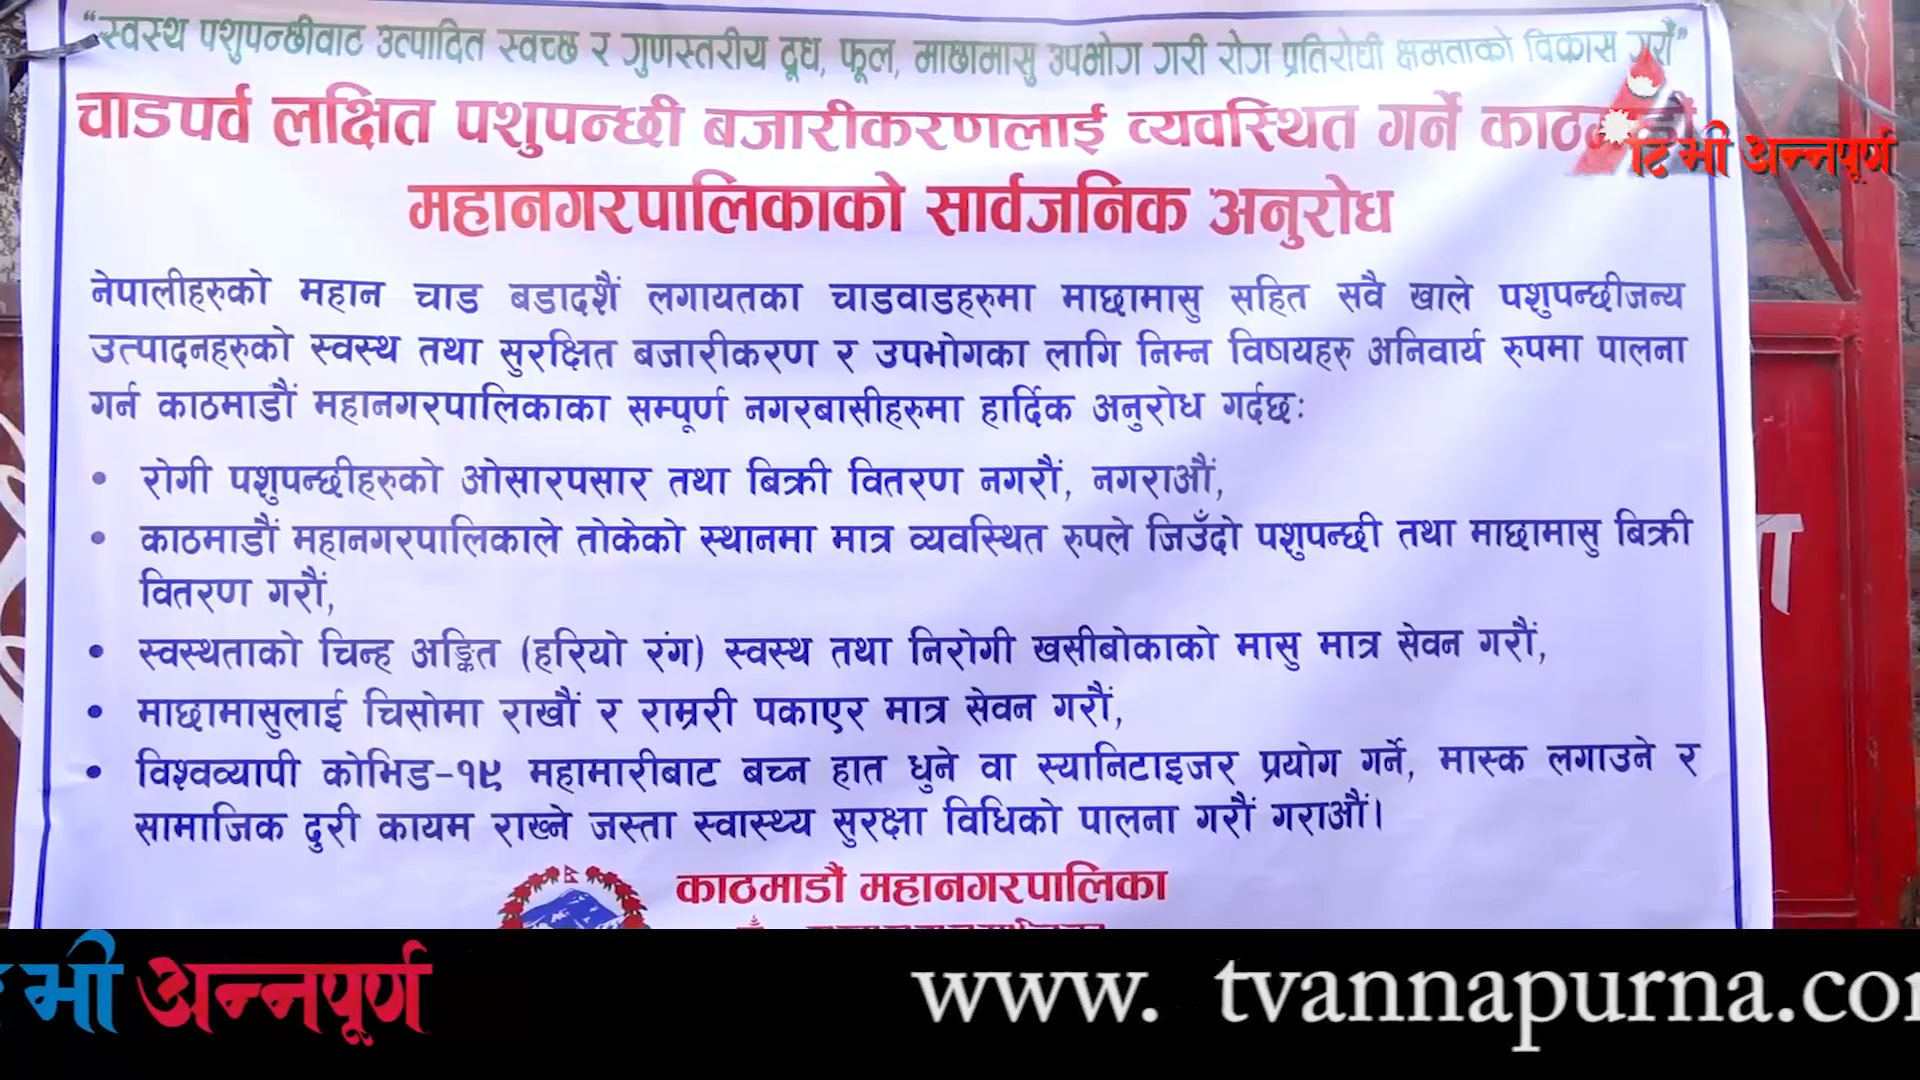 “स्वस्थ पशुपन्छीवाट उत्पादित स्वच्छ र गुणस्तरीय दूध, फूल, माछामासु उपभोग गरी रोग प्रतिरोधी क्षमताको विकास गरौं”
चाडपर्व लक्षित पशुपन्छी बजारीकरणलाई व्यवस्थित गर्ने काठमाडौं
महानगरपालिकाको सार्वजनिक अनुरोध
टि भी अन्नपूर्ण
नेपालीहरुको महान चाड बडादशैं लगायतका चाडवाडहरुमा माछामासु सहित सवै खाले पशुपन्छीजन्य
उत्पादनहरुको स्वस्थ तथा सुरक्षित बजारीकरण र उपभोगका लागि निम्न विषयहरु अनिवार्य रुपमा पालना
गर्न काठमाडौं महानगरपालिकाका सम्पूर्ण नगरबासीहरुमा हार्दिक अनुरोध गर्दछः
• रोगी पशुपन्छीहरुको ओसारपसार तथा बिक्री वितरण नगरौं, नगराऔं,
• काठमाडौं महानगरपालिकाले तोकेको स्थानमा मात्र व्यवस्थित रुपले जिउँदो पशुपन्छी तथा माछामासु बिक्री
वितरण गरौं,
• स्वस्थताको चिन्ह अङ्कित (हरियो रंग) स्वस्थ तथा निरोगी खसीबोकाको मासु मात्र सेवन गरौं,
• माछामासुलाई चिसोमा राखौं र राम्ररी पकाएर मात्र सेवन गरौं,
• विश्वव्यापी कोभिड-१९ महामारीबाट बच्न हात धुने वा स्यानिटाइजर प्रयोग गर्ने, मास्क लगाउने र
सामाजिक दुरी कायम राख्ने जस्ता स्वास्थ्य सुरक्षा विधिको पालना गरौं गराऔं।
काठमाडौं महानगरपालिका
भी अन्नपूर्ण
www. tvannapurna.co